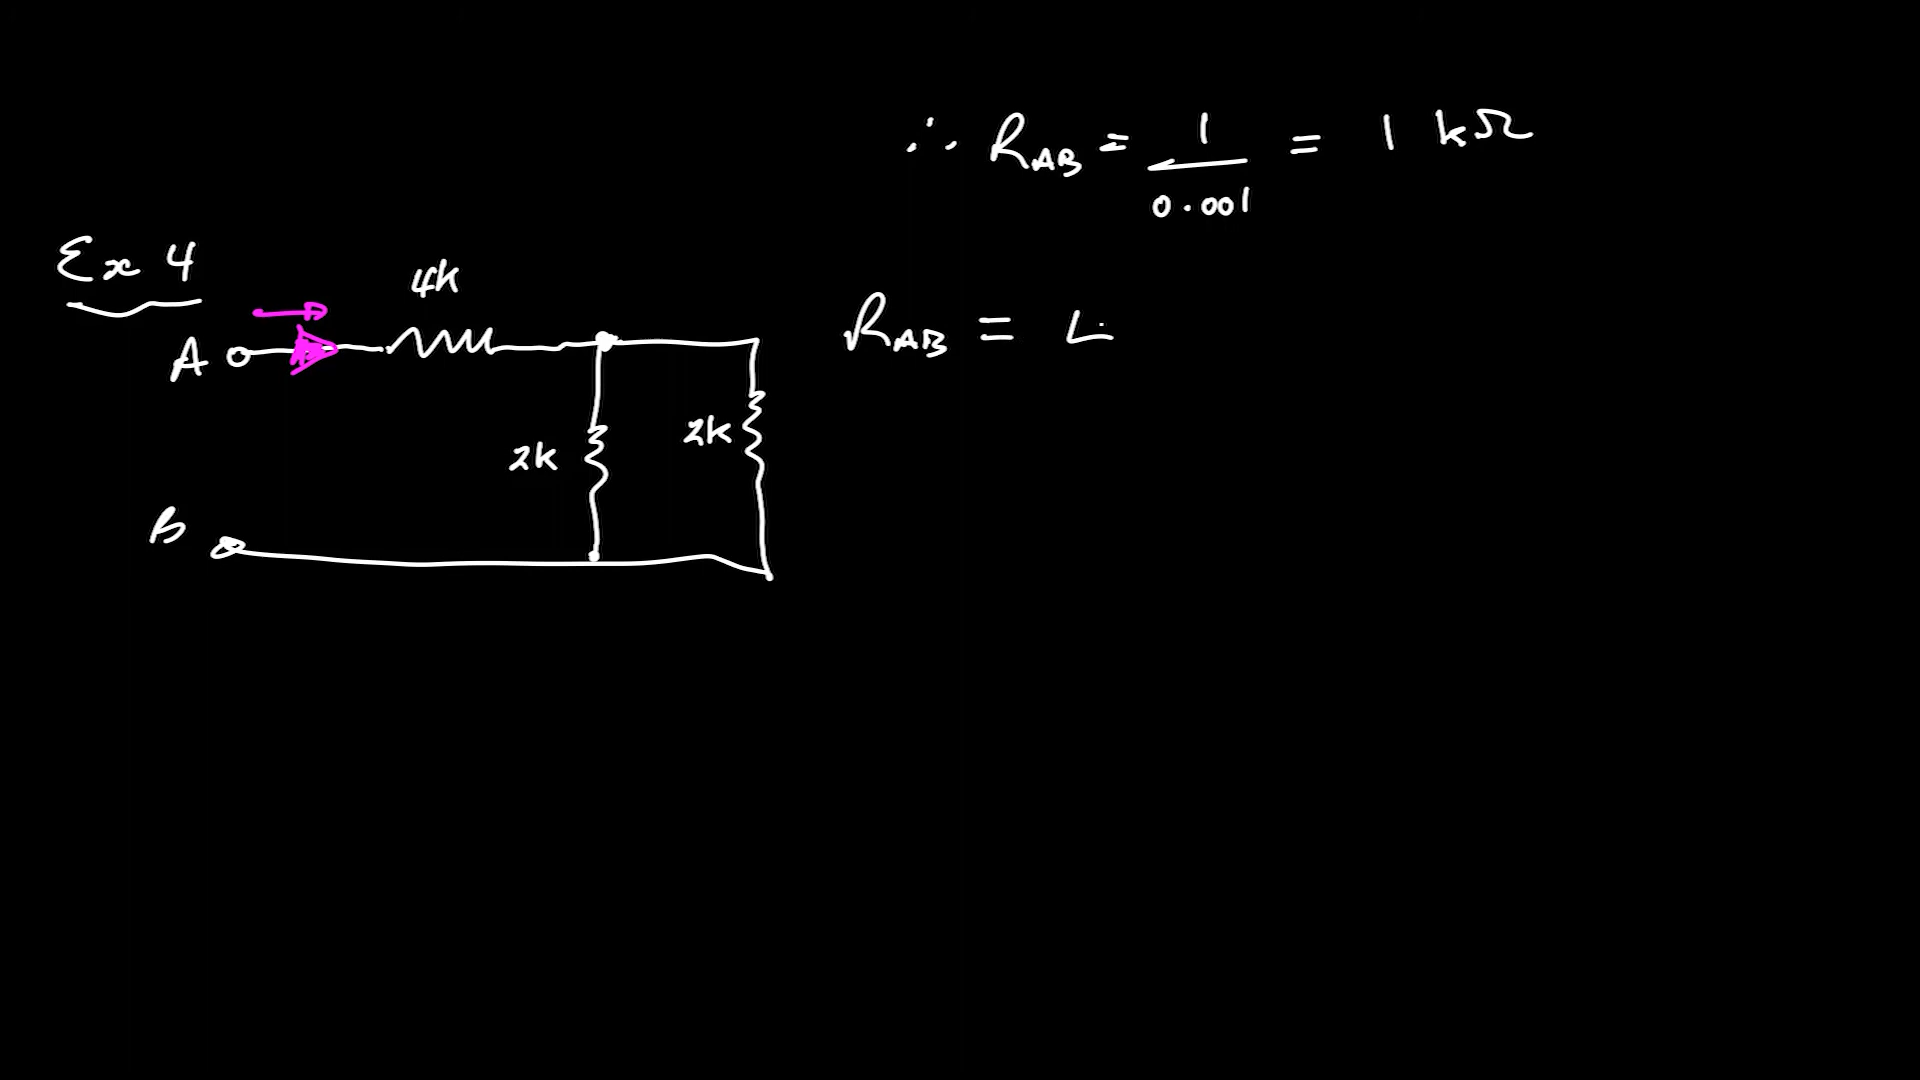 ∴ R_AB = 1/0.001 = 1 kΩ
Ex 4
4k
A
R_AB =
2k
2k
B